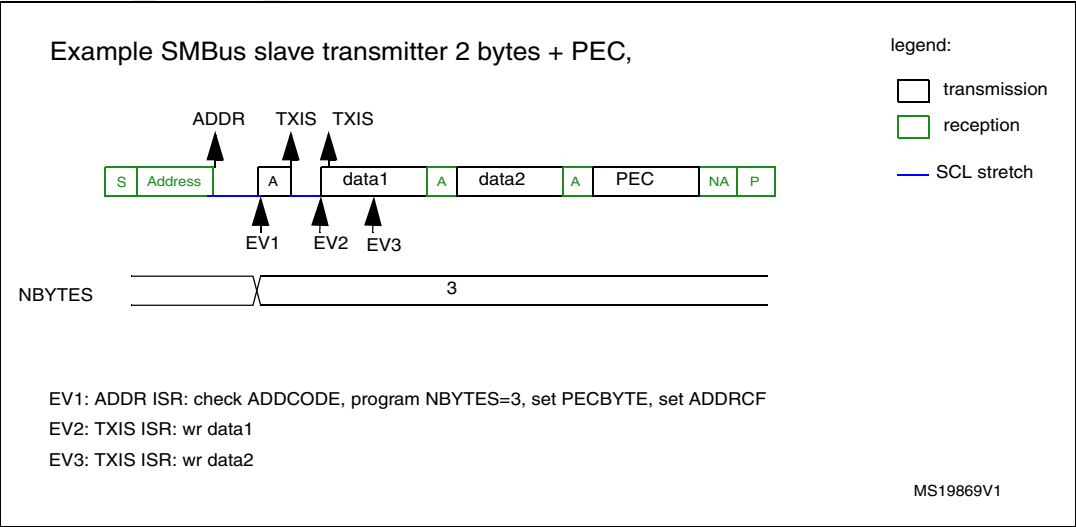 Example SMBus slave transmitter 2 bytes + PEC,
legend:
transmission
reception
SCL stretch
ADDR TXIS TXIS
S Address A data1 A data2 A PEC NA P
EV1 EV2 EV3
NBYTES 3
EV1: ADDR ISR: check ADDCODE, program NBYTES=3, set PECBYTE, set ADDRCF
EV2: TXIS ISR: wr data1
EV3: TXIS ISR: wr data2
MS19869V1